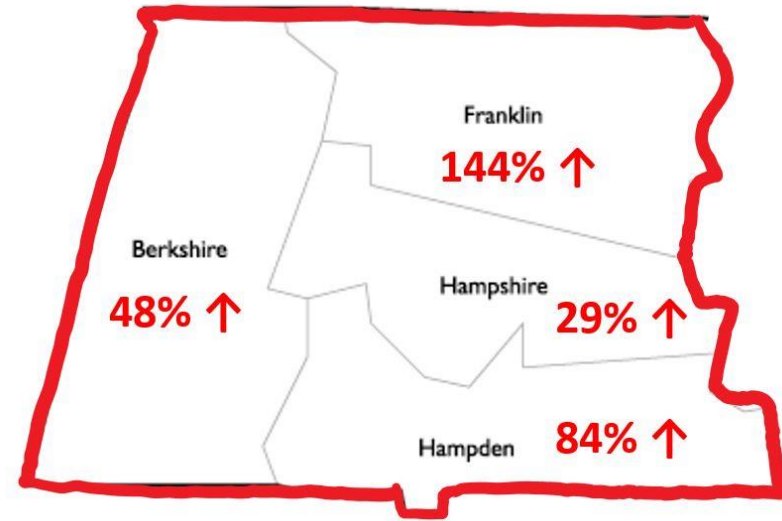 Franklin
144% ↑
Berkshire
48% ↑
Hampshire
29% ↑
Hampden
84% ↑